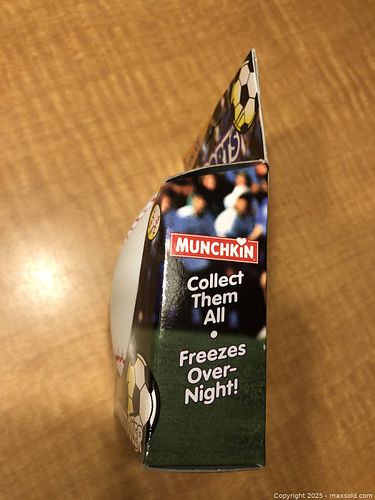 MUNCHKIN
Collect
Them
All
•
Freezes
Over-
Night!
Copyright 2025 - maxsold.com